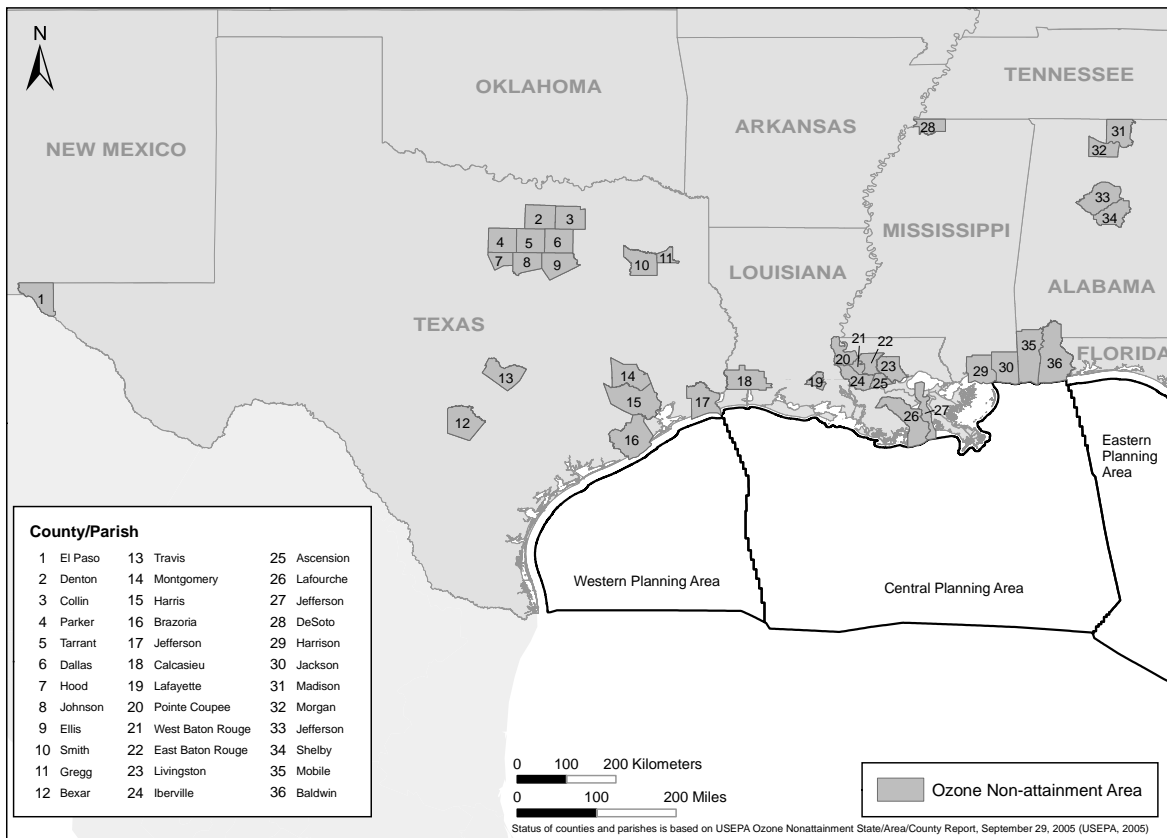 N
NEW MEXICO
OKLAHOMA
ARKANSAS
TENNESSEE
TEXAS
LOUISIANA
MISSISSIPPI
ALABAMA
FLORIDA
28
31
32
33
34
2 3
4 5 6
7 8 9
10 11
1
13
12
14
15
16
17
18
19
20 21 22
23
24 25
26 27
29 30 35 36
Western Planning Area
Central Planning Area
Eastern
Planning
Area
County/Parish
1 El Paso 13 Travis 25 Ascension
2 Denton 14 Montgomery 26 Lafourche
3 Collin 15 Harris 27 Jefferson
4 Parker 16 Brazoria 28 DeSoto
5 Tarrant 17 Jefferson 29 Harrison
6 Dallas 18 Calcasieu 30 Jackson
7 Hood 19 Lafayette 31 Madison
8 Johnson 20 Pointe Coupee 32 Morgan
9 Ellis 21 West Baton Rouge 33 Jefferson
10 Smith 22 East Baton Rouge 34 Shelby
11 Gregg 23 Livingston 35 Mobile
12 Bexar 24 Iberville 36 Baldwin
0 100 200 Kilometers
0 100 200 Miles
Ozone Non-attainment Area
Status of counties and parishes is based on USEPA Ozone Nonattainment State/Area/County Report, September 29, 2005 (USEPA, 2005)